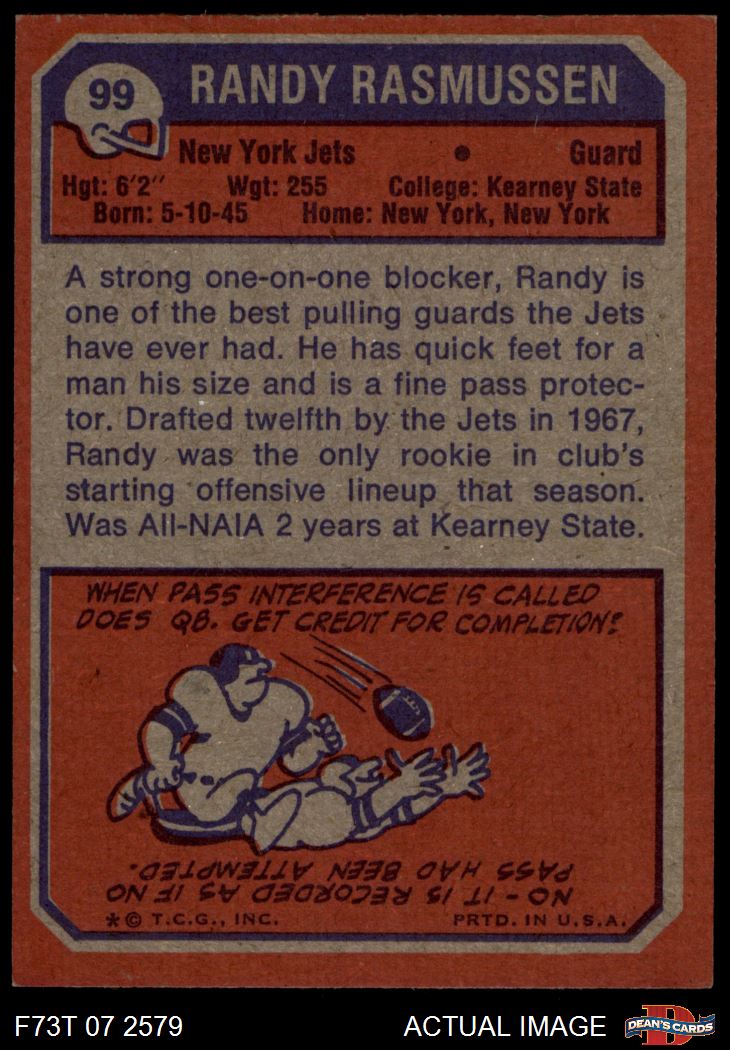 99
RANDY RASMUSSEN
New York Jets • Guard
Hgt: 6'2" Wgt: 255 College: Kearney State
Born: 5-10-45 Home: New York, New York
A strong one-on-one blocker, Randy is
one of the best pulling guards the Jets
have ever had. He has quick feet for a
man his size and is a fine pass protec-
tor. Drafted twelfth by the Jets in 1967,
Randy was the only rookie in club's
starting offensive lineup that season.
Was All-NAIA 2 years at Kearney State.
WHEN PASS INTERFERENCE IS CALLED
DOES QB. GET CREDIT FOR COMPLETION?
NO - IT IS RECORDED AS IF NO
PASS HAD BEEN ATTEMPTED.
* © T.C.G., INC. PRTD. IN U.S.A.
F73T 07 2579 ACTUAL IMAGE
DEAN'S CARDS